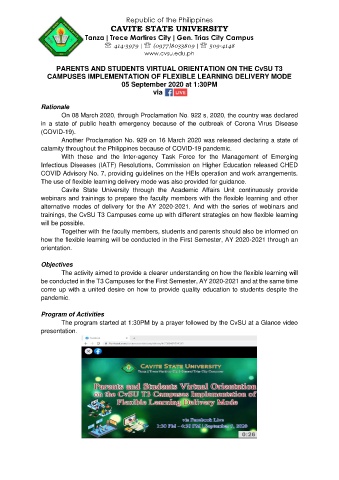 Republic of the Philippines
CAVITE STATE UNIVERSITY
Tanza | Trece Martires City | Gen. Trias City Campus
☏ 414-3979 | ☏ (0977)8033809 | ☏ 509-4148
www.cvsu.edu.ph
PARENTS AND STUDENTS VIRTUAL ORIENTATION ON THE CvSU T3
CAMPUSES IMPLEMENTATION OF FLEXIBLE LEARNING DELIVERY MODE
05 September 2020 at 1:30PM
via f LIVE
Rationale
On 08 March 2020, through Proclamation No. 922 s. 2020, the country was declared
in a state of public health emergency because of the outbreak of Corona Virus Disease
(COVID-19).
Another Proclamation No. 929 on 16 March 2020 was released declaring a state of
calamity throughout the Philippines because of COVID-19 pandemic.
With these and the Inter-agency Task Force for the Management of Emerging
Infectious Diseases (IATF) Resolutions, Commission on Higher Education released CHED
COVID Advisory No. 7, providing guidelines on the HEIs operation and work arrangements.
The use of flexible learning delivery mode was also provided for guidance.
Cavite State University through the Academic Affairs Unit continuously provide
webinars and trainings to prepare the faculty members with the flexible learning and other
alternative modes of delivery for the AY 2020-2021. And with the series of webinars and
trainings, the CvSU T3 Campuses come up with different strategies on how flexible learning
will be possible.
Together with the faculty members, students and parents should also be informed on
how the flexible learning will be conducted in the First Semester, AY 2020-2021 through an
orientation.
Objectives
The activity aimed to provide a clearer understanding on how the flexible learning will
be conducted in the T3 Campuses for the First Semester, AY 2020-2021 and at the same time
come up with a united desire on how to provide quality education to students despite the
pandemic.
Program of Activities
The program started at 1:30PM by a prayer followed by the CvSU at a Glance video
presentation.
CAVITE STATE UNIVERSITY
Parents and Students Virtual Orientation
on the CvSU T3 Campuses Implementation of
Flexible Learning Delivery Mode
via Facebook Live
1:30 PM - 4:30 PM | September 5, 2020
0:26